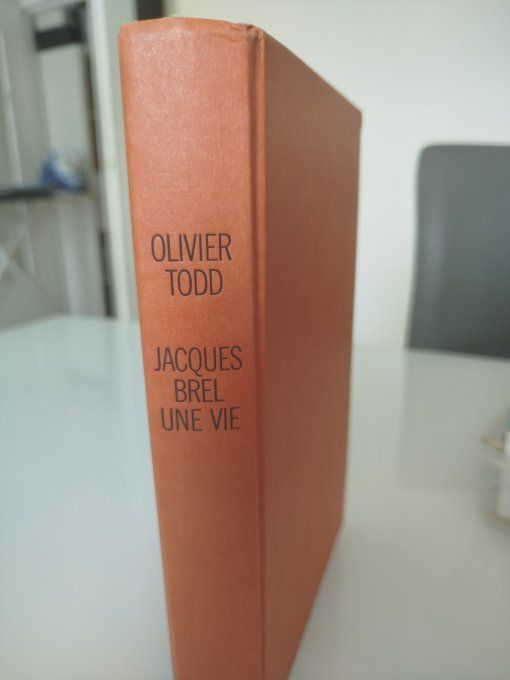 OLIVIER
TODD
JACQUES
BREL
UNE VIE